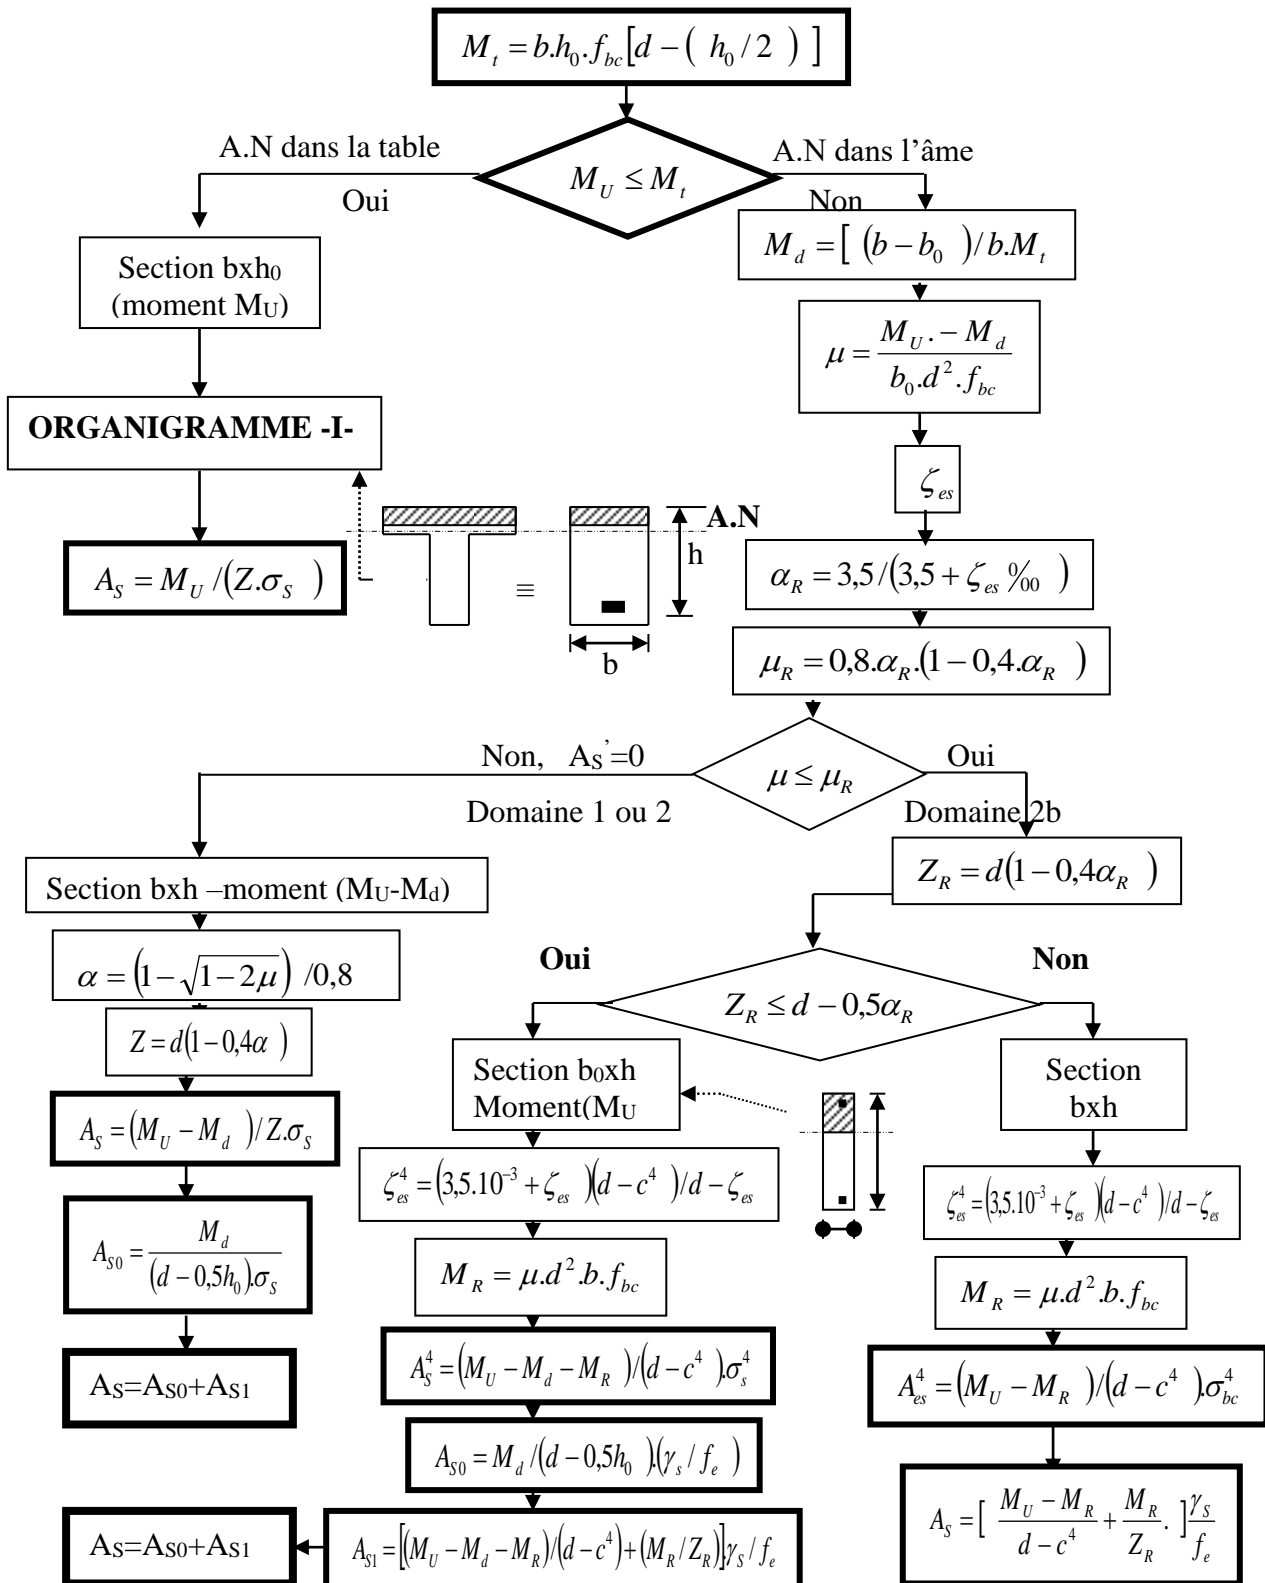 M_t = b.h_0.f_bc[d − ( h_0 / 2 ) ]
A.N dans la table
A.N dans l’âme
M_U ≤ M_t
Oui
Non
Section bxh0
(moment MU)
M_d = [ (b − b_0 )/ b.M_t
μ = (M_U. − M_d) / (b_0.d².f_bc)
ORGANIGRAMME -I-
ζ_es
A.N
h
≡
b
A_S = M_U /(Z.σ_S )
α_R = 3,5/(3,5 + ζ_es ‰ )
μ_R = 0,8.α_R.(1 − 0,4.α_R )
Non, AS’=0
Oui
μ ≤ μ_R
Domaine 1 ou 2
Domaine 2b
Section bxh –moment (MU-Md)
Z_R = d(1 − 0,4α_R )
α = (1 − √(1 − 2μ)) /0,8
Oui
Non
Z_R ≤ d − 0,5α_R
Z = d(1 − 0,4α )
Section b0xh
Moment(MU
Section
bxh
A_S = (M_U − M_d )/ Z.σ_S
ζ_es^4 = (3,5.10^-3 + ζ_es )(d − c^4 )/d − ζ_es
ζ_es^4 = (3,5.10^-3 + ζ_es )(d − c^4 )/d − ζ_es
A_S0 = M_d / (d − 0,5h_0).σ_S
M_R = μ.d².b.f_bc
M_R = μ.d².b.f_bc
A_S^4 = (M_U − M_d − M_R )/(d − c^4 ).σ_s^4
A_es^4 = (M_U − M_R )/(d − c^4 ).σ_bc^4
AS=AS0+AS1
A_S0 = M_d /(d − 0,5h_0 ).(γ_s / f_e )
A_S = [ (M_U − M_R)/(d − c^4) + M_R/Z_R . ] γ_S/f_e
AS=AS0+AS1
A_S1 = [(M_U − M_d − M_R)/(d − c^4) + (M_R/Z_R)].γ_S / f_e